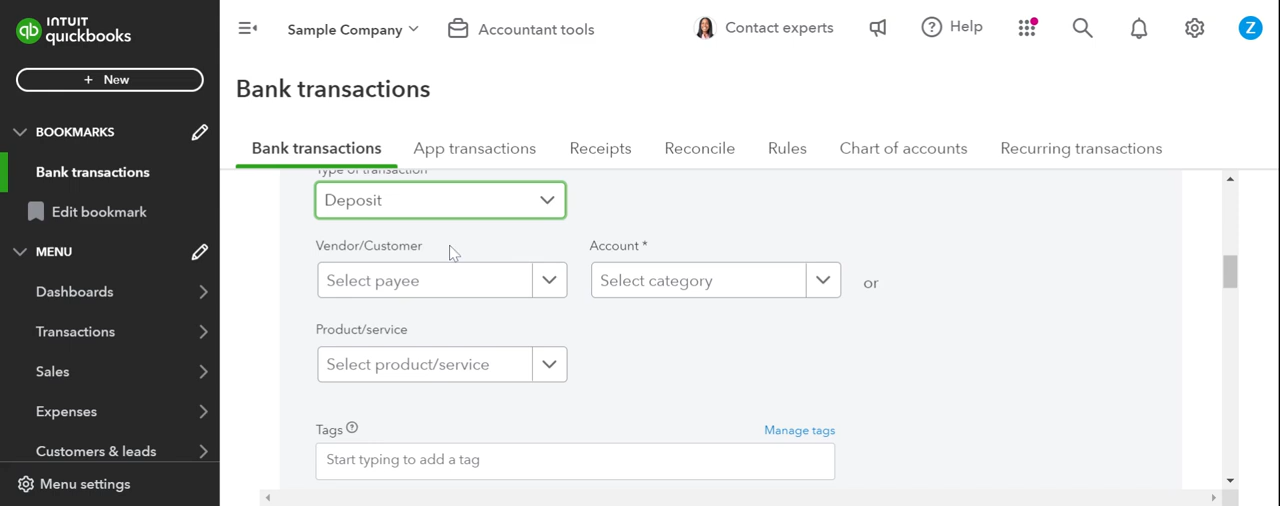 INTUIT
quickbooks
Sample Company
Accountant tools
Contact experts
Help
Z
+ New
Bank transactions
BOOKMARKS
Bank transactions
Edit bookmark
MENU
Dashboards
Transactions
Sales
Expenses
Customers & leads
Menu settings
Bank transactions App transactions Receipts Reconcile Rules Chart of accounts Recurring transactions
Type of transaction
Deposit
Vendor/Customer Account *
Select payee Select category or
Product/service
Select product/service
Tags ? Manage tags
Start typing to add a tag